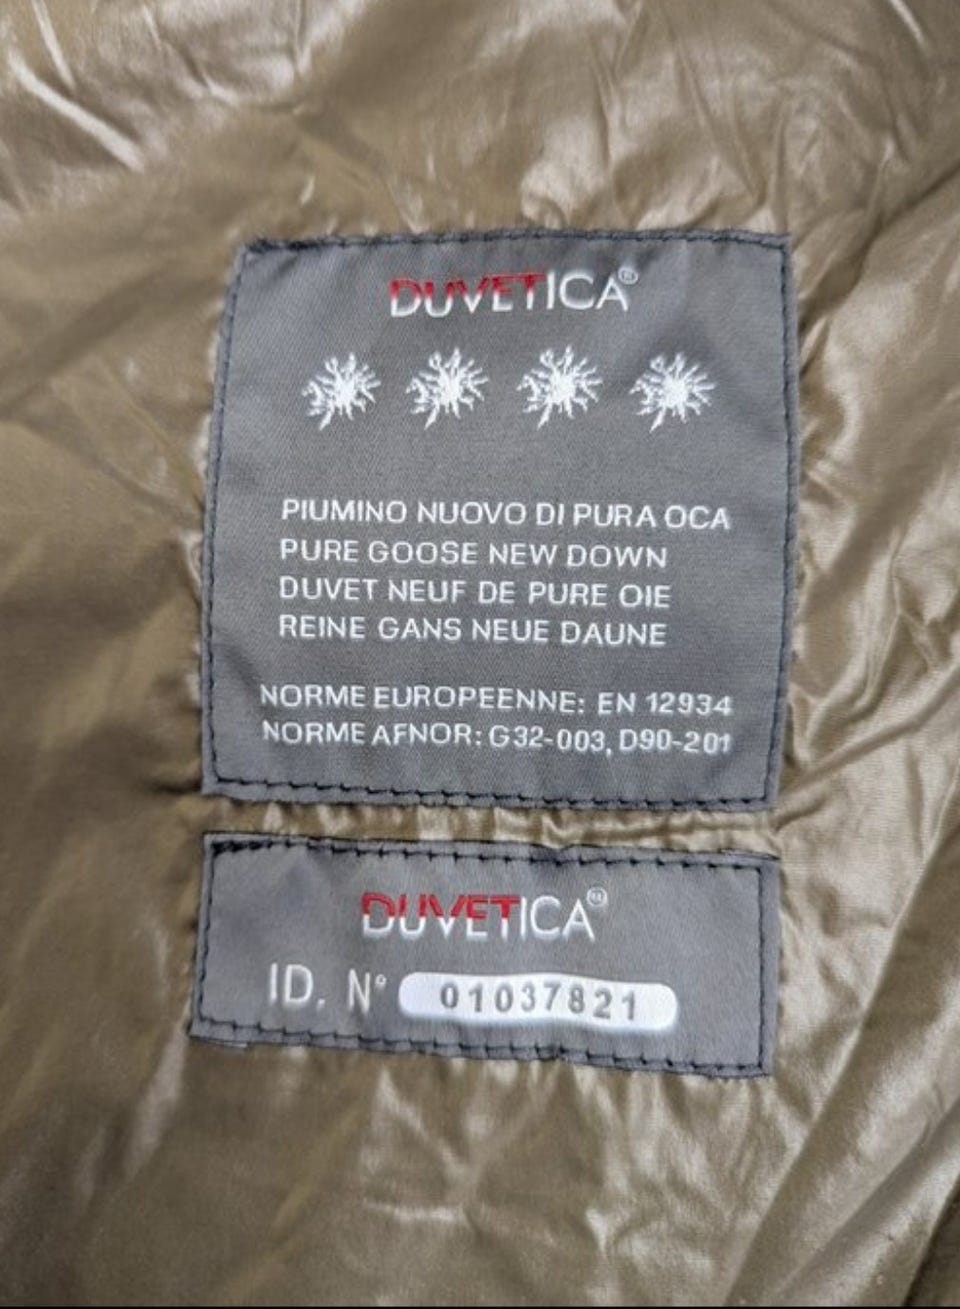 DUVETICA®
PIUMINO NUOVO DI PURA OCA
PURE GOOSE NEW DOWN
DUVET NEUF DE PURE OIE
REINE GANS NEUE DAUNE
NORME EUROPEENNE: EN 12934
NORME AFNOR: G32-003, D90-201
DUVETICA®
ID. N° 01037821